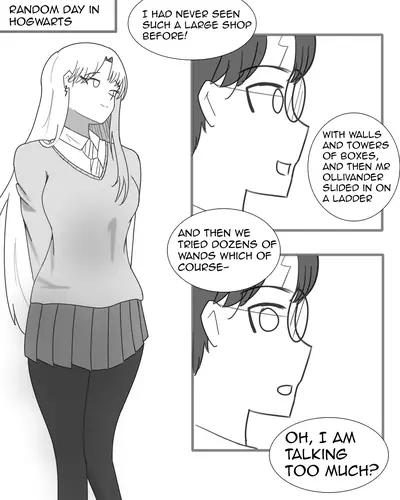 RANDOM DAY IN
HOGWARTS
I HAD NEVER SEEN
SUCH A LARGE SHOP
BEFORE!
WITH WALLS
AND TOWERS
OF BOXES,
AND THEN MR
OLLIVANDER
SLIDED IN ON
A LADDER
AND THEN WE
TRIED DOZENS OF
WANDS WHICH OF
COURSE-
OH, I AM
TALKING
TOO MUCH?